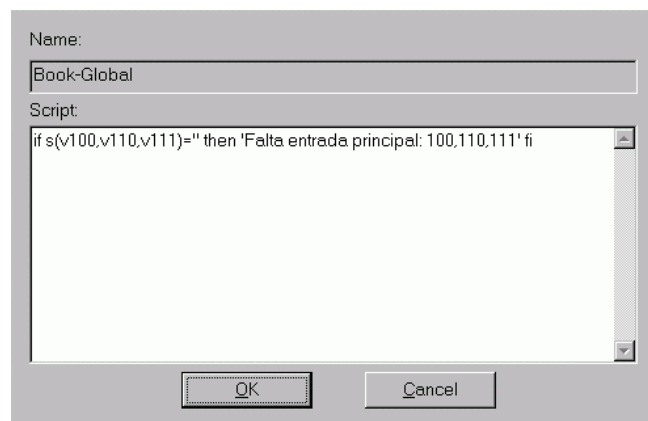 Name:
Book-Global
Script:
if s(v100,v110,v111)='' then 'Falta entrada principal: 100,110,111' fi
OK
Cancel